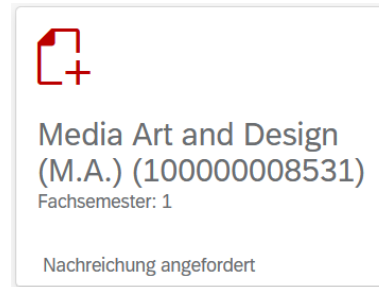 Media Art and Design
(M.A.) (100000008531)
Fachsemester: 1
Nachreichung angefordert